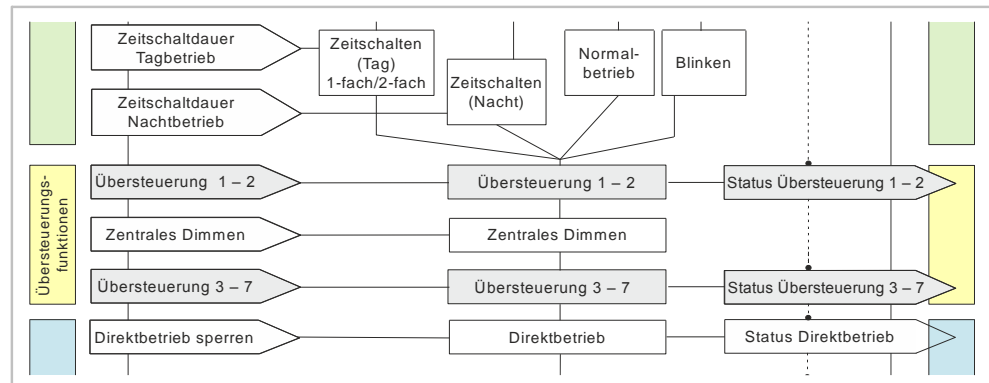 Zeitschaltdauer
Tagbetrieb
Zeitschalten
(Tag)
1-fach/2-fach
Normal-
betrieb
Blinken
Zeitschaltdauer
Nachtbetrieb
Zeitschalten
(Nacht)
Übersteuerungs-
funktionen
Übersteuerung 1 – 2
Übersteuerung 1 – 2
Status Übersteuerung 1 – 2
Zentrales Dimmen
Zentrales Dimmen
Übersteuerung 3 – 7
Übersteuerung 3 – 7
Status Übersteuerung 3 – 7
Direktbetrieb sperren
Direktbetrieb
Status Direktbetrieb